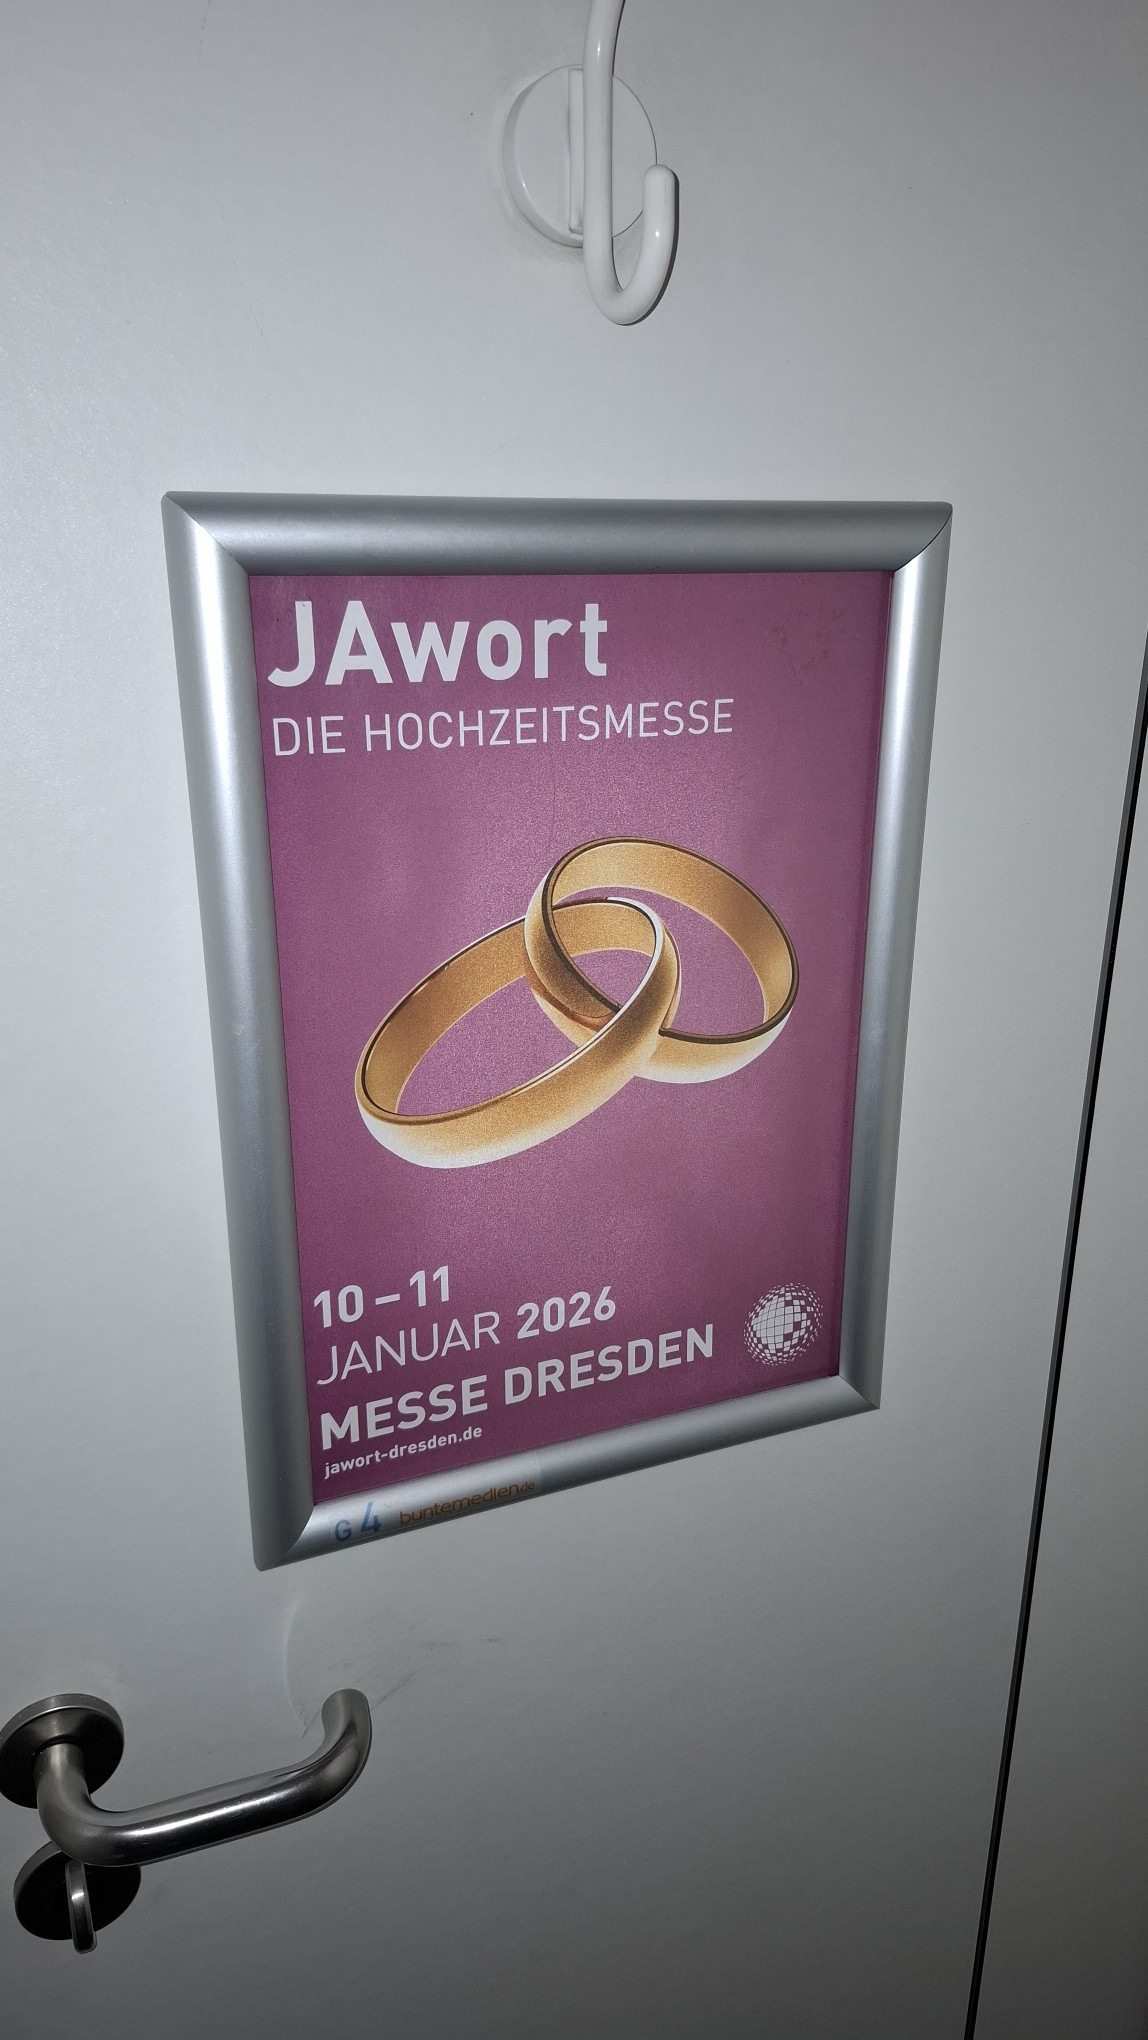 JAwort
DIE HOCHZEITSMESSE
10 – 11
JANUAR 2026
MESSE DRESDEN
jawort-dresden.de
G 4 buntemedien.de